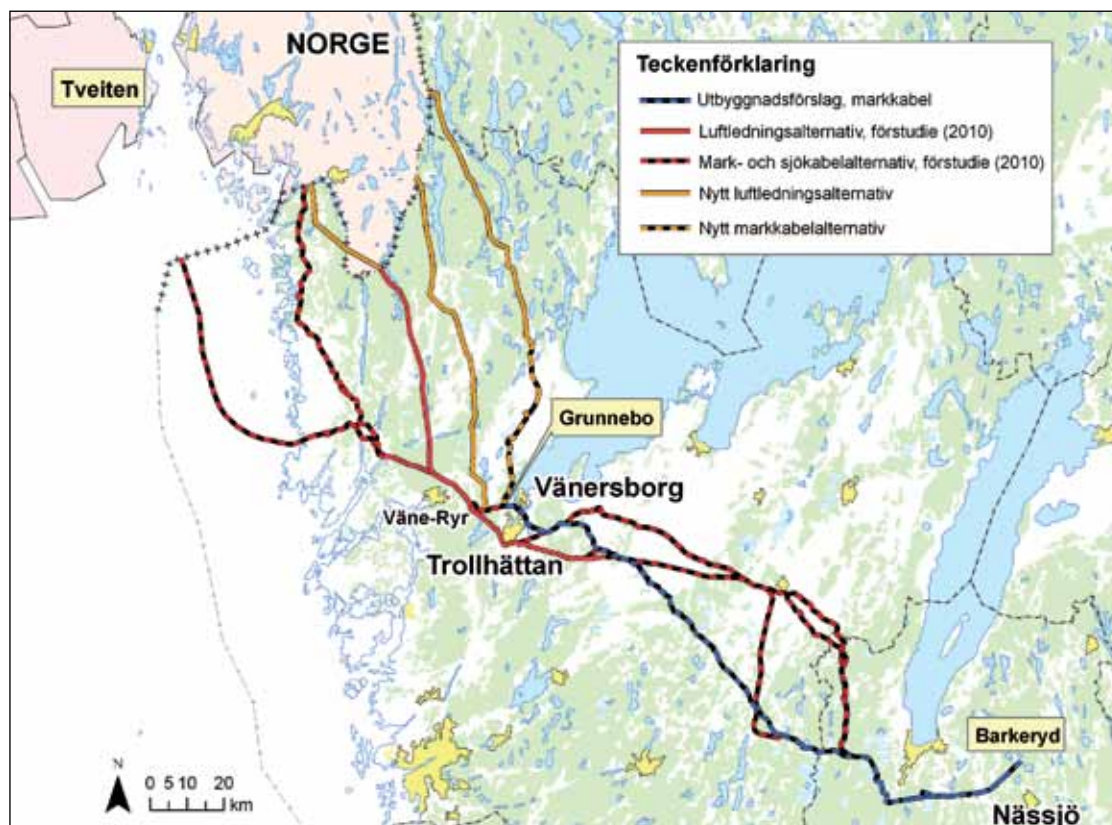 NORGE
Tveiten
Teckenförklaring
Utbyggnadsförslag, markkabel
Luftledningsalternativ, förstudie (2010)
Mark- och sjökabelalternativ, förstudie (2010)
Nytt luftledningsalternativ
Nytt markkabelalternativ
Grunnebo
Vänersborg
Väne-Ryr
Trollhättan
Barkeryd
Nässjö
N
0 5 10 20
km